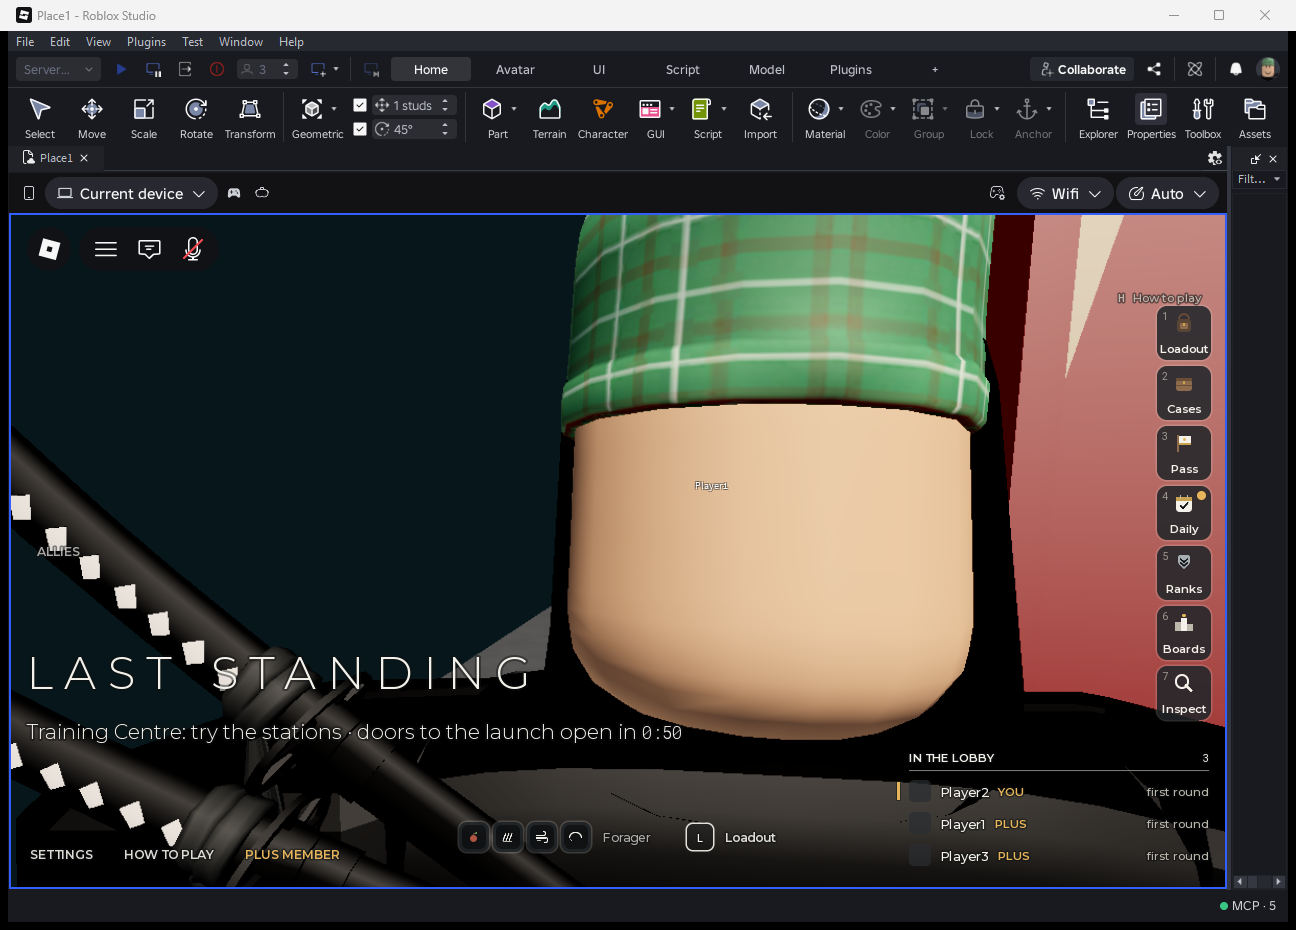 Place1 - Roblox Studio
File Edit View Plugins Test Window Help
Server... 3 Home Avatar UI Script Model Plugins + Collaborate
1 studs
45°
Select Move Scale Rotate Transform Geometric Part Terrain Character GUI Script Import Material Color Group Lock Anchor Explorer Properties Toolbox Assets
Place1
Filt...
Current device Wifi Auto
H How to play
1
Loadout
2
Cases
3
Pass
4
Daily
5
Ranks
6
Boards
7
Inspect
Player1
ALLIES
LAST STANDING
Training Centre: try the stations · doors to the launch open in 0:50
IN THE LOBBY 3
Player2 YOU first round
Player1 PLUS first round
Player3 PLUS first round
Forager L Loadout
SETTINGS HOW TO PLAY PLUS MEMBER
MCP · 5